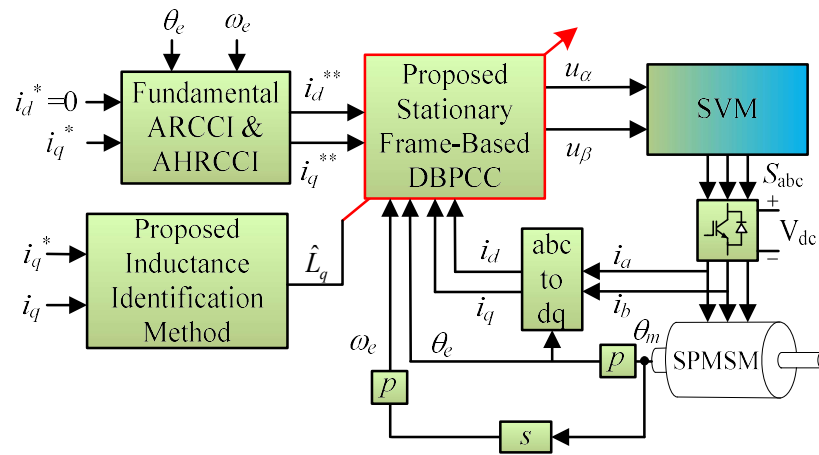 θe ωe
id*=0
iq*
Fundamental
ARCCI &
AHRCCI
id**
iq**
Proposed
Stationary
Frame-Based
DBPCC
uα
uβ
SVM
Sabc
+
Vdc
−
iq*
iq
Proposed
Inductance
Identification
Method
L̂q
id
iq
abc
to
dq
ia
ib
ωe
θe
p
θm
SPMSM
p
s